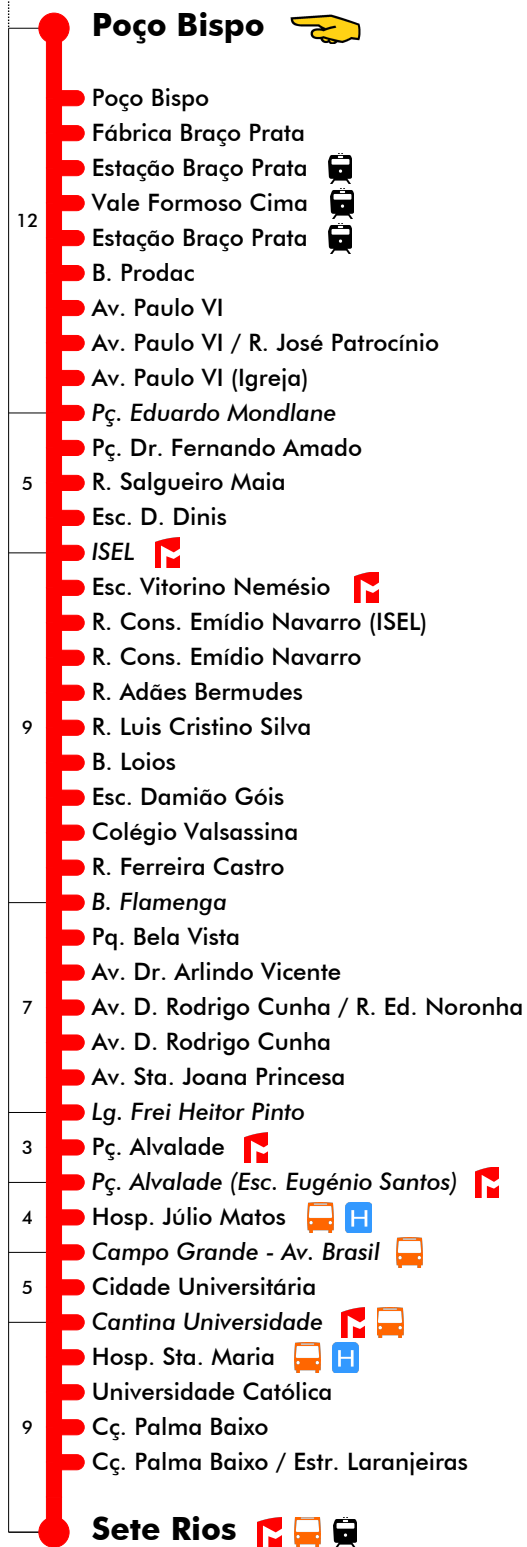 Poço Bispo
Poço Bispo
Fábrica Braço Prata
Estação Braço Prata
Vale Formoso Cima
12
Estação Braço Prata
B. Prodac
Av. Paulo VI
Av. Paulo VI / R. José Patrocínio
Av. Paulo VI (Igreja)
Pç. Eduardo Mondlane
Pç. Dr. Fernando Amado
5
R. Salgueiro Maia
Esc. D. Dinis
ISEL
Esc. Vitorino Nemésio
R. Cons. Emídio Navarro (ISEL)
R. Cons. Emídio Navarro
R. Adães Bermudes
9
R. Luis Cristino Silva
B. Loios
Esc. Damião Góis
Colégio Valsassina
R. Ferreira Castro
B. Flamenga
Pq. Bela Vista
Av. Dr. Arlindo Vicente
7
Av. D. Rodrigo Cunha / R. Ed. Noronha
Av. D. Rodrigo Cunha
Av. Sta. Joana Princesa
Lg. Frei Heitor Pinto
3
Pç. Alvalade
Pç. Alvalade (Esc. Eugénio Santos)
4
Hosp. Júlio Matos H
Campo Grande - Av. Brasil
5
Cidade Universitária
Cantina Universidade
Hosp. Sta. Maria H
Universidade Católica
9
Cç. Palma Baixo
Cç. Palma Baixo / Estr. Laranjeiras
Sete Rios